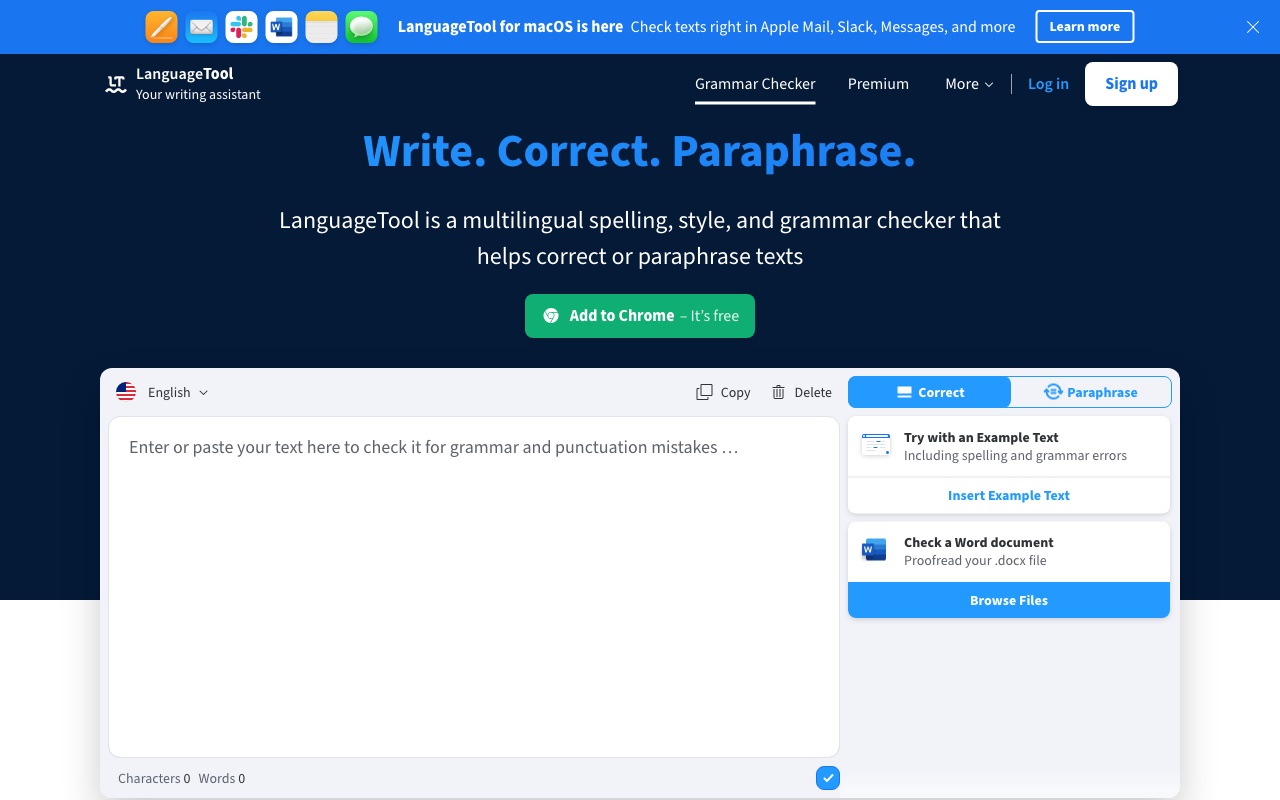 LanguageTool for macOS is here Check texts right in Apple Mail, Slack, Messages, and more Learn more
LanguageTool
Your writing assistant
Grammar Checker Premium More Log in Sign up
Write. Correct. Paraphrase.
LanguageTool is a multilingual spelling, style, and grammar checker that
helps correct or paraphrase texts
Add to Chrome – It’s free
English Copy Delete Correct Paraphrase
Enter or paste your text here to check it for grammar and punctuation mistakes …
Try with an Example Text
Including spelling and grammar errors
Insert Example Text
Check a Word document
Proofread your .docx file
Browse Files
Characters 0 Words 0